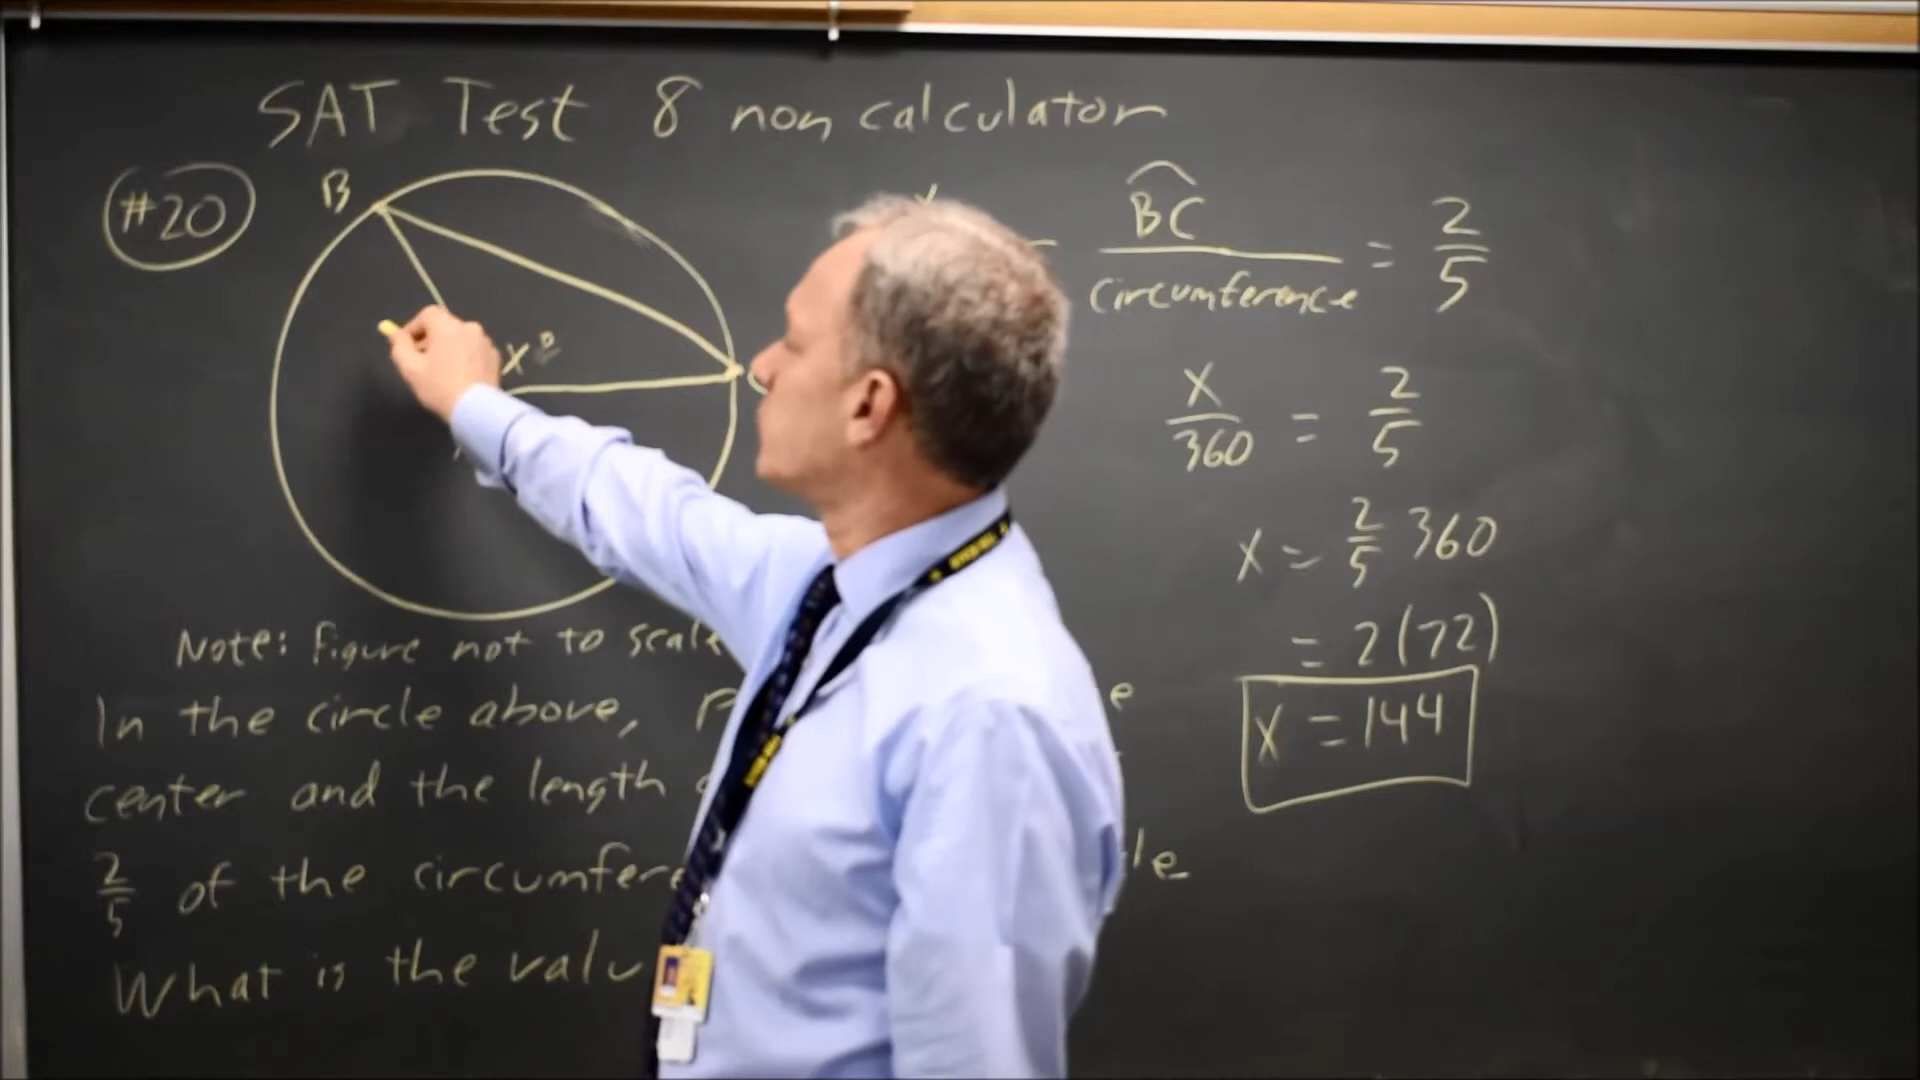 SAT Test 8 non calculator
#20
B
x°
Note: Figure not to scale
In the circle above,
center and the length
2/5 of the
What is the
BC/circumference = 2/5
x/360 = 2/5
x = 2/5 360
= 2(72)
x = 144